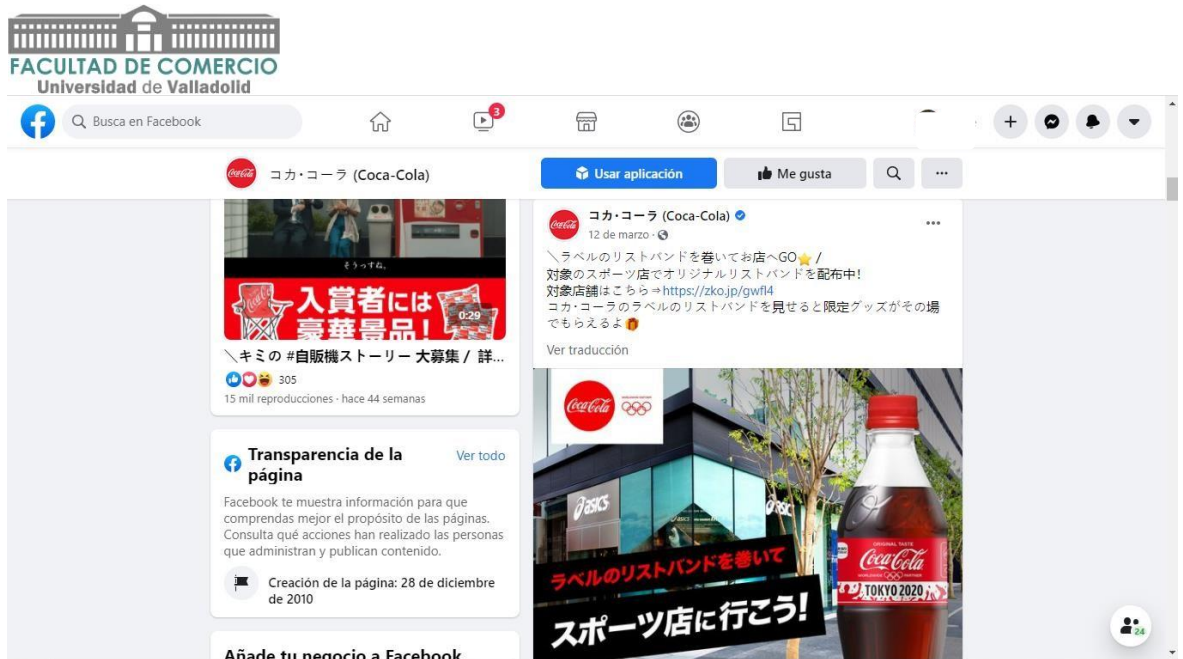 FACULTAD DE COMERCIO
Universidad de Valladolid
Busca en Facebook
3
コカ・コーラ (Coca-Cola)
Usar aplicación
Me gusta
そうっすね。
入賞者には
豪華景品!
0:29
＼キミの #自販機ストーリー 大募集 / 詳...
305
15 mil reproducciones · hace 44 semanas
Transparencia de la
página
Ver todo
Facebook te muestra información para que
comprendas mejor el propósito de las páginas.
Consulta qué acciones han realizado las personas
que administran y publican contenido.
Creación de la página: 28 de diciembre
de 2010
Añade tu negocio a Facebook
コカ・コーラ (Coca-Cola)
12 de marzo ·
＼ラベルのリストバンドを巻いてお店へGO⭐ /
対象のスポーツ店でオリジナルリストバンドを配布中!
対象店舗はこちら⇒https://zko.jp/gwfl4
コカ・コーラのラベルのリストバンドを見せると限定グッズがその場
でもらえるよ🎁
Ver traducción
Coca-Cola
asics
ラベルのリストバンドを巻いて
スポーツ店に行こう!
ORIGINAL TASTE
Coca-Cola
TOKYO 2020
24